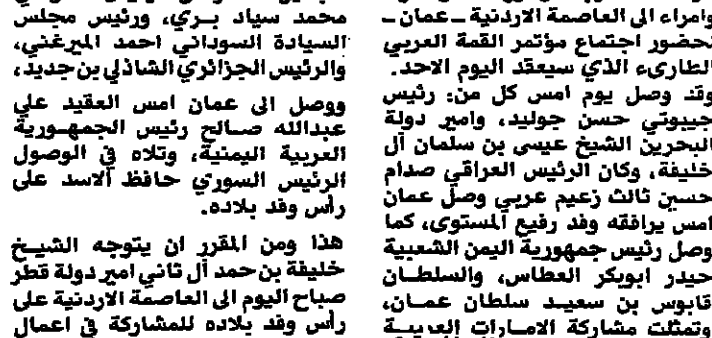 وامراء الى العاصمة الاردنية ـ عمان ـ
لحضور اجتماع مؤتمر القمة العربي
الطارىء الذي سيعقد اليوم الاحد.
وقد وصل يوم امس كل من: رئيس
جيبوتي حسن جوليد، وامير دولة
البحرين الشيخ عيسى بن سلمان آل
خليفة، وكان الرئيس العراقي صدام
حسين ثالث زعيم عربي وصل عمان
امس يرافقه وفد رفيع المستوى، كما
وصل رئيس جمهورية اليمن الشعبية
حيدر ابوبكر العطاس، والسلطان
قابوس بن سعيد سلطان عمان،
وتمثلت مشاركة الامارات العربية
محمد سياد بري، ورئيس مجلس
السيادة السوداني احمد الميرغني،
والرئيس الجزائري الشاذلي بن جديد،
ووصل الى عمان امس العقيد علي
عبدالله صالح رئيس الجمهورية
العربية اليمنية، وتلاه في الوصول
الرئيس السوري حافظ الاسد على
رأس وفد بلاده.
هذا ومن المقرر ان يتوجه الشيخ
خليفة بن حمد آل ثاني امير دولة قطر
صباح اليوم الى العاصمة الاردنية على
رأس وفد بلاده للمشاركة في اعمال